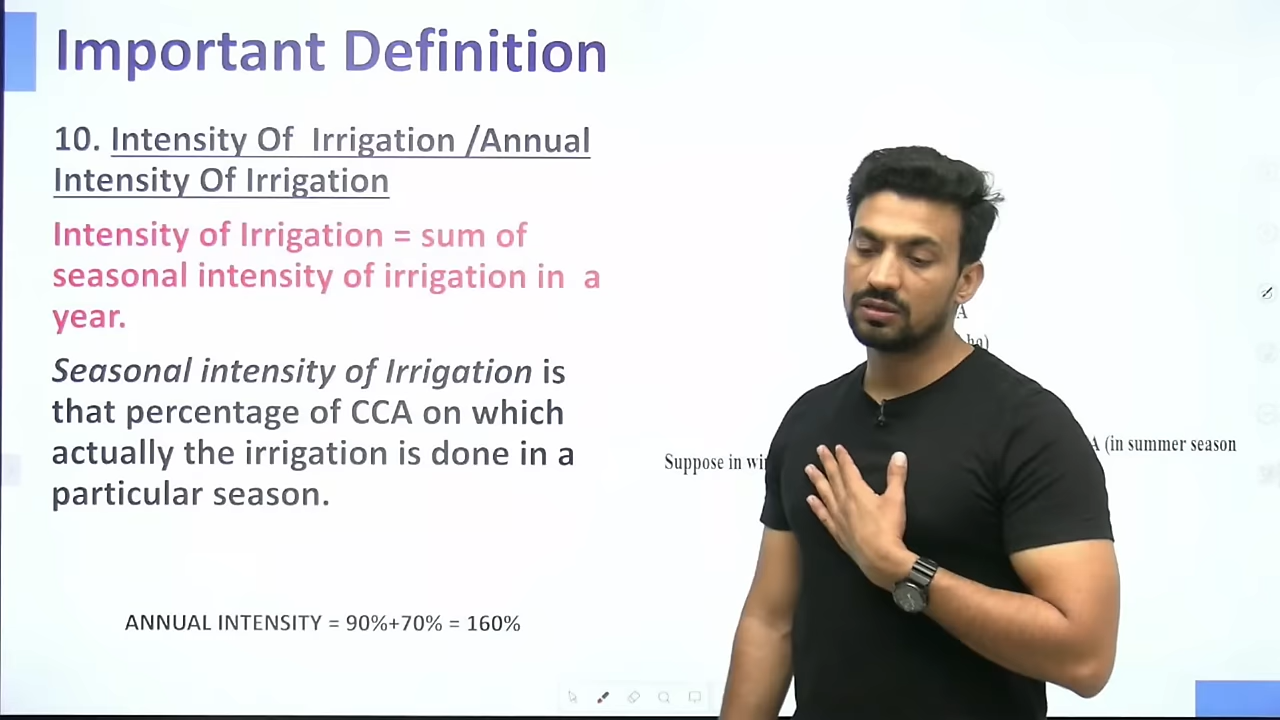 Important Definition
10. Intensity Of Irrigation /Annual
Intensity Of Irrigation
Intensity of Irrigation = sum of
seasonal intensity of irrigation in a
year.
Seasonal intensity of Irrigation is
that percentage of CCA on which
actually the irrigation is done in a
particular season.
A
ha)
A (in summer season
Suppose in wi
ANNUAL INTENSITY = 90%+70% = 160%